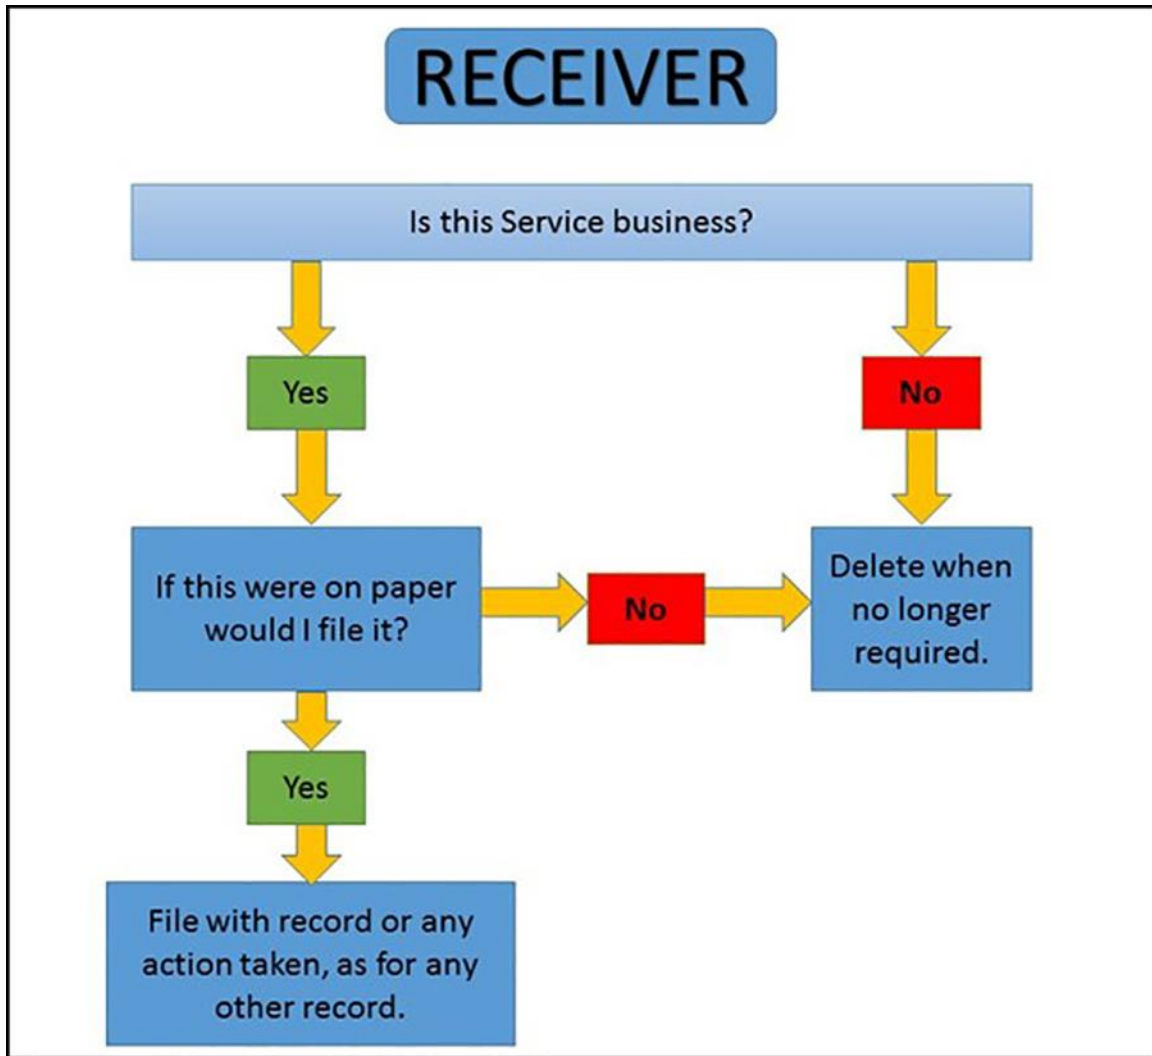 RECEIVER
Is this Service business?
Yes
No
If this were on paper
would I file it?
No
Delete when
no longer
required.
Yes
File with record or any
action taken, as for any
other record.